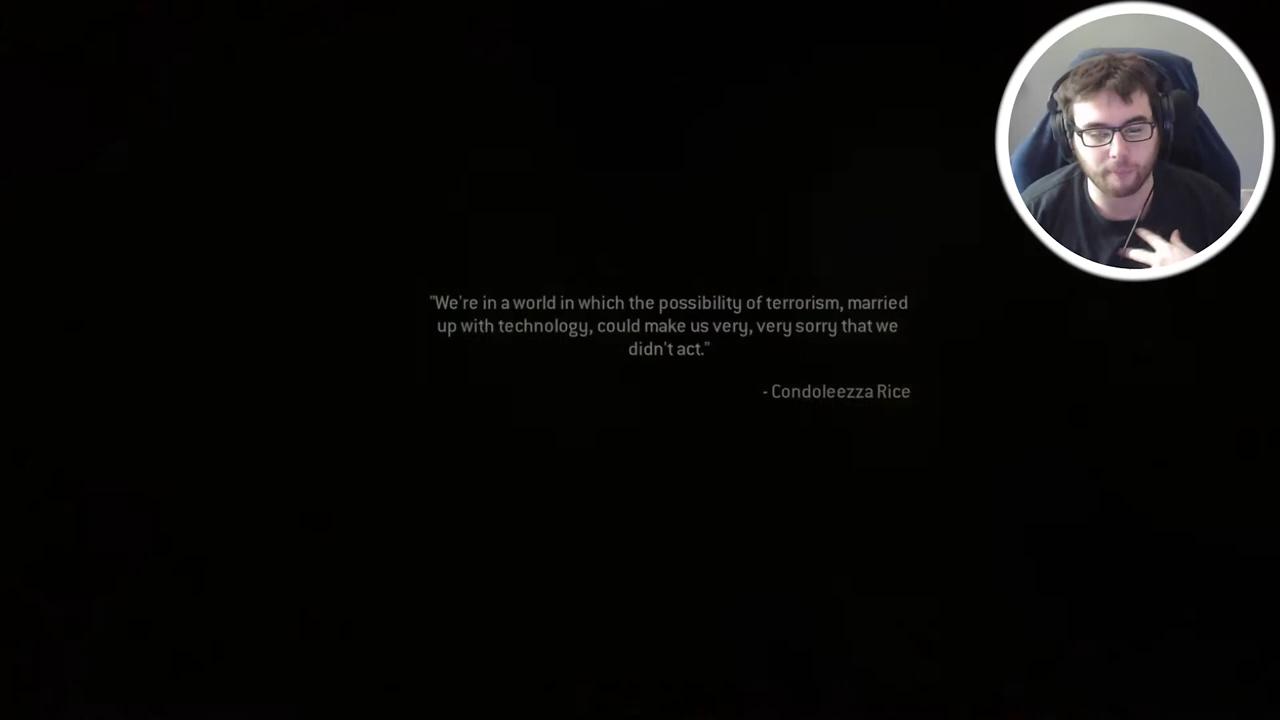 "We're in a world in which the possibility of terrorism, married
up with technology, could make us very, very sorry that we
didn't act."
- Condoleezza Rice